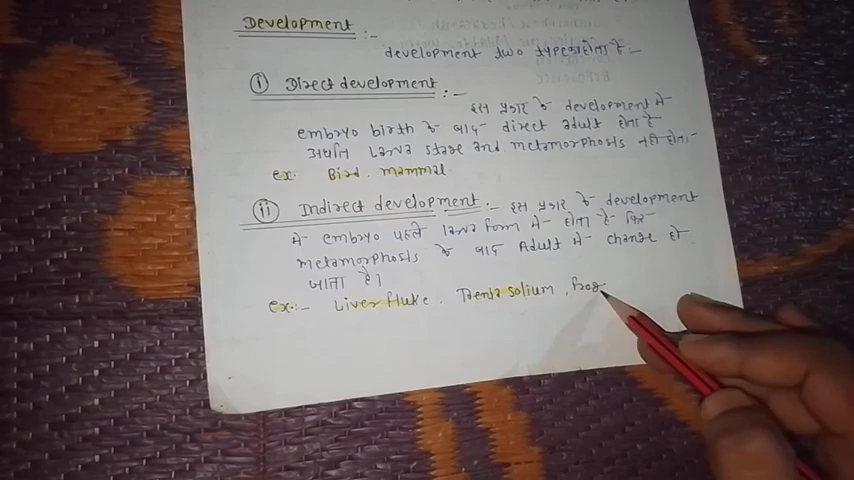 Development :-
development two typeका होता है :-
(i) Direct development :-
इस प्रकार के development में
embryo birth के बाद direct adult होता है
अर्थात Larva stage and metamorphosis नही होता
ex: Bird. mammal
(ii) Indirect development :- इस प्रकार के development
में embryo पहले larva form में होता है फिर
metamorphosis के बाद Adult में change हो
जाता है।
ex:- Liver fluke. Taenia solium, frog